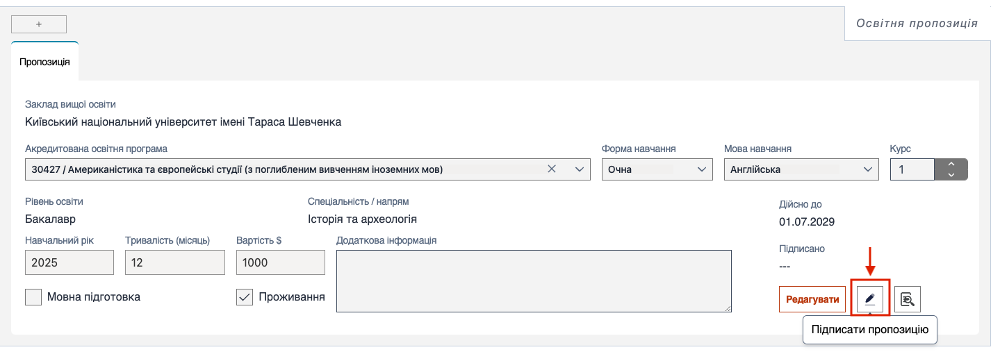 +
Освітня пропозиція
Пропозиція
Заклад вищої освіти
Київський національний університет імені Тараса Шевченка
Акредитована освітня програма Форма навчання Мова навчання Курс
30427 / Американістика та європейські студії (з поглибленим вивченням іноземних мов) Очна Англійська 1
Рівень освіти Спеціальність / напрям Дійсно до
Бакалавр Історія та археологія 01.07.2029
Навчальний рік Тривалість (місяць) Вартість $ Додаткова інформація Підписано
2025 12 1000 ---
Мовна підготовка Проживання Редагувати
Підписати пропозицію